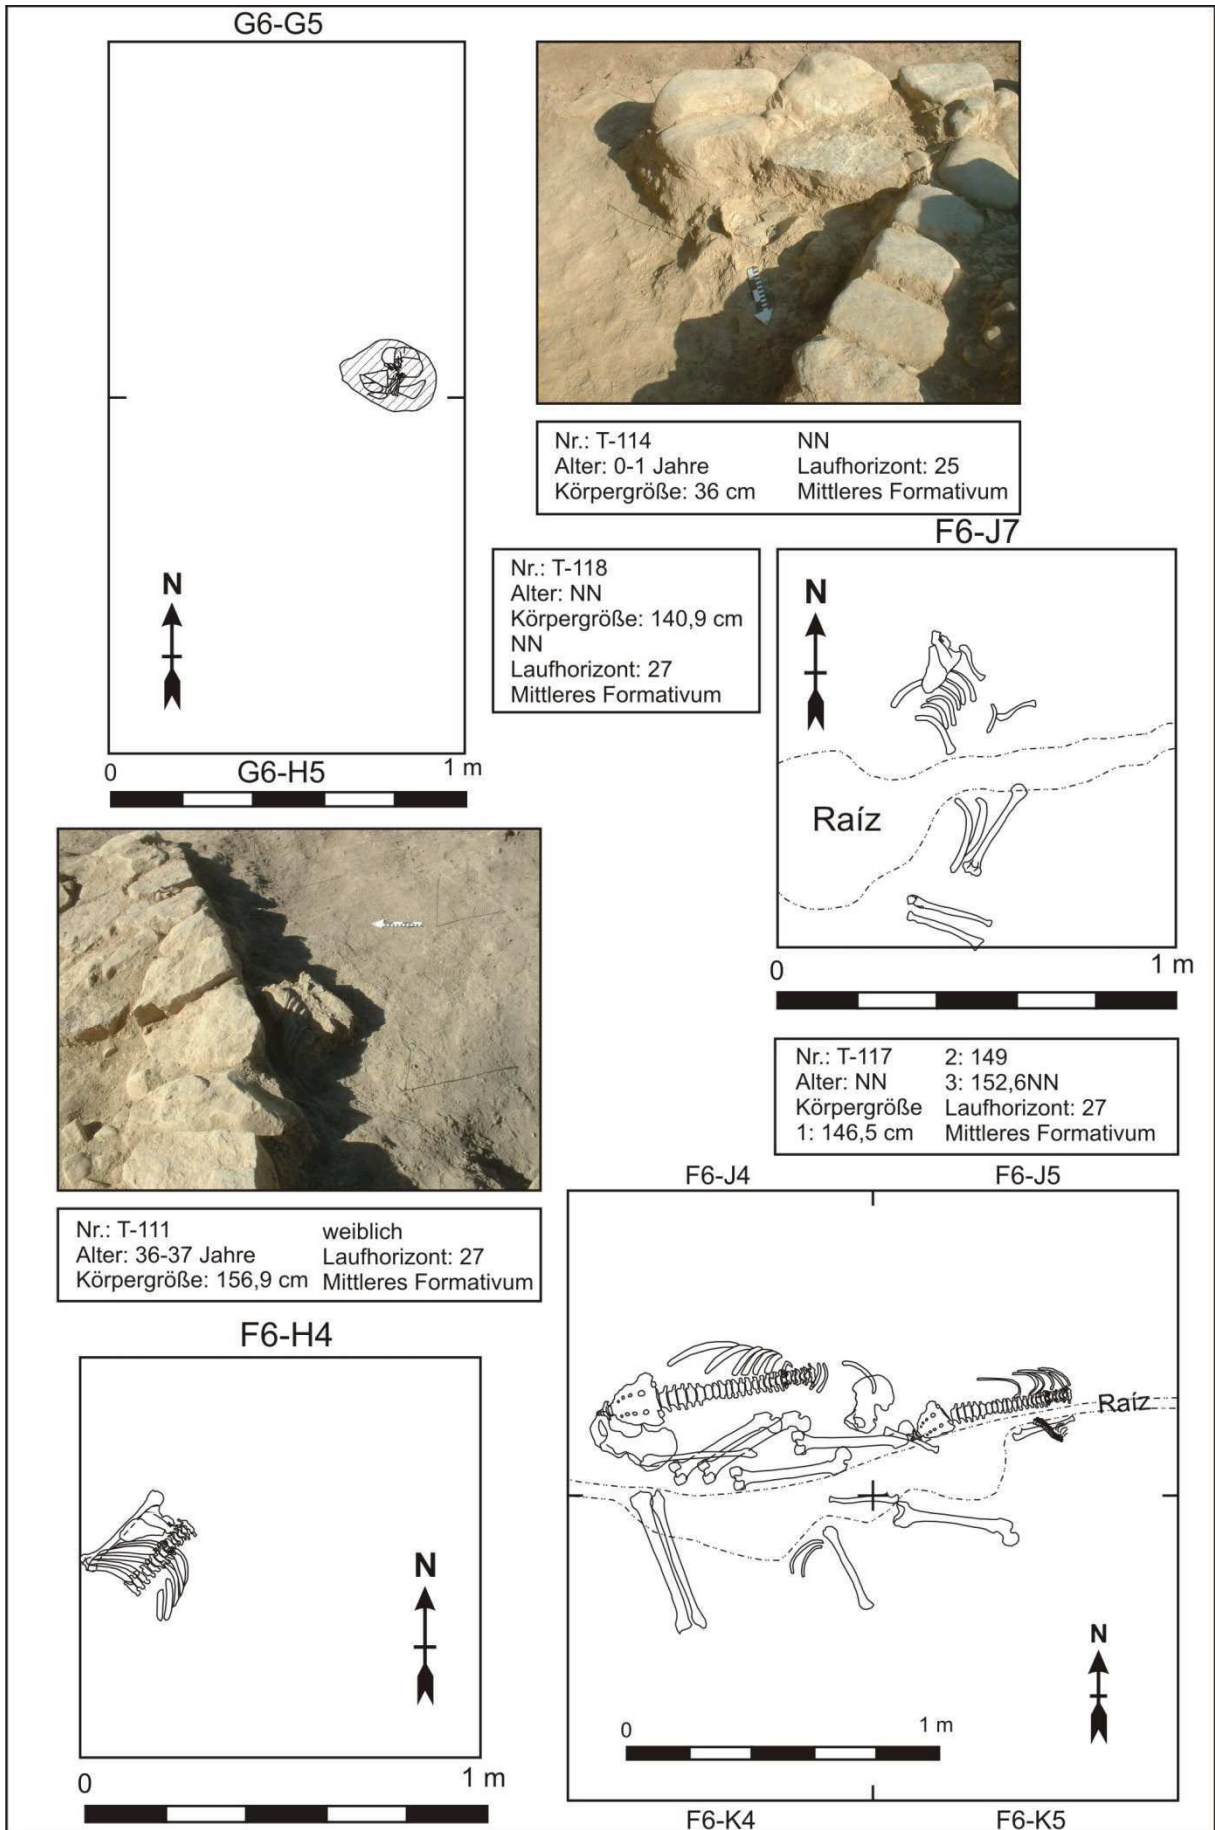 G6-G5
N
G6-H5
0 1 m
Nr.: T-114 NN
Alter: 0-1 Jahre Laufhorizont: 25
Körpergröße: 36 cm Mittleres Formativum
Nr.: T-118
Alter: NN
Körpergröße: 140,9 cm
NN
Laufhorizont: 27
Mittleres Formativum
F6-J7
N
Raíz
0 1 m
Nr.: T-117 2: 149
Alter: NN 3: 152,6NN
Körpergröße Laufhorizont: 27
1: 146,5 cm Mittleres Formativum
Nr.: T-111 weiblich
Alter: 36-37 Jahre Laufhorizont: 27
Körpergröße: 156,9 cm Mittleres Formativum
F6-H4
N
0 1 m
F6-J4 F6-J5
Raíz
N
0 1 m
F6-K4 F6-K5